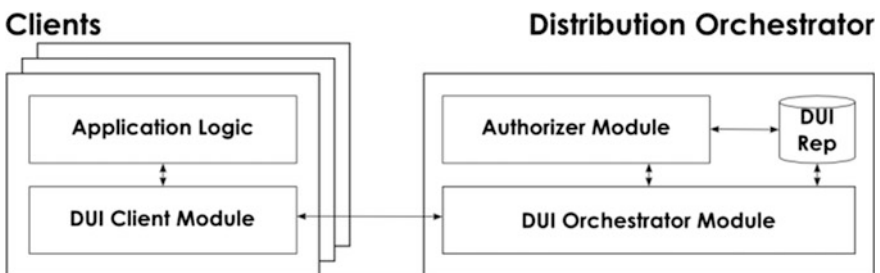 Clients
Distribution Orchestrator
Application Logic
Authorizer Module
DUI
Rep
DUI Client Module
DUI Orchestrator Module